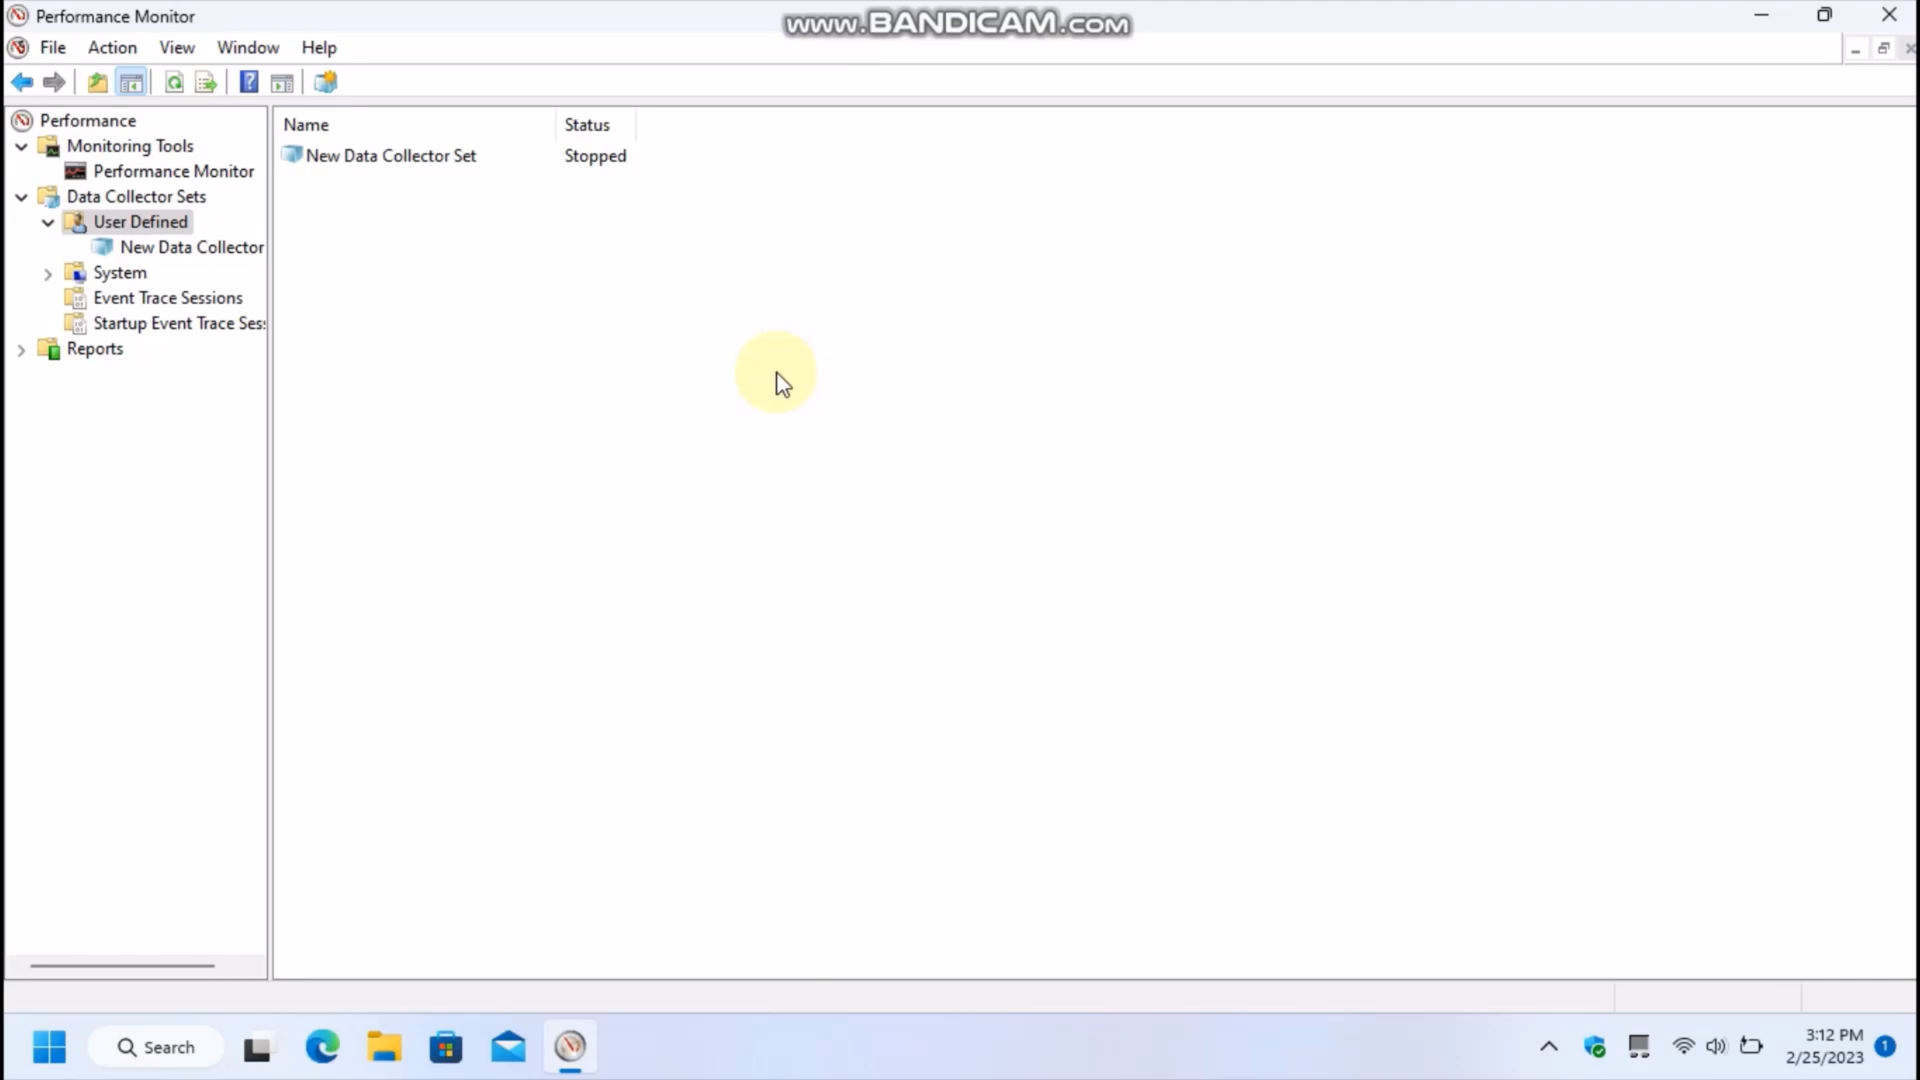 Performance Monitor
www.BANDICAM.com
File Action View Window Help
Performance
Monitoring Tools
Performance Monitor
Data Collector Sets
User Defined
New Data Collector
System
Event Trace Sessions
Startup Event Trace Ses
Reports
Name Status
New Data Collector Set Stopped
Search
3:12 PM
2/25/2023
1